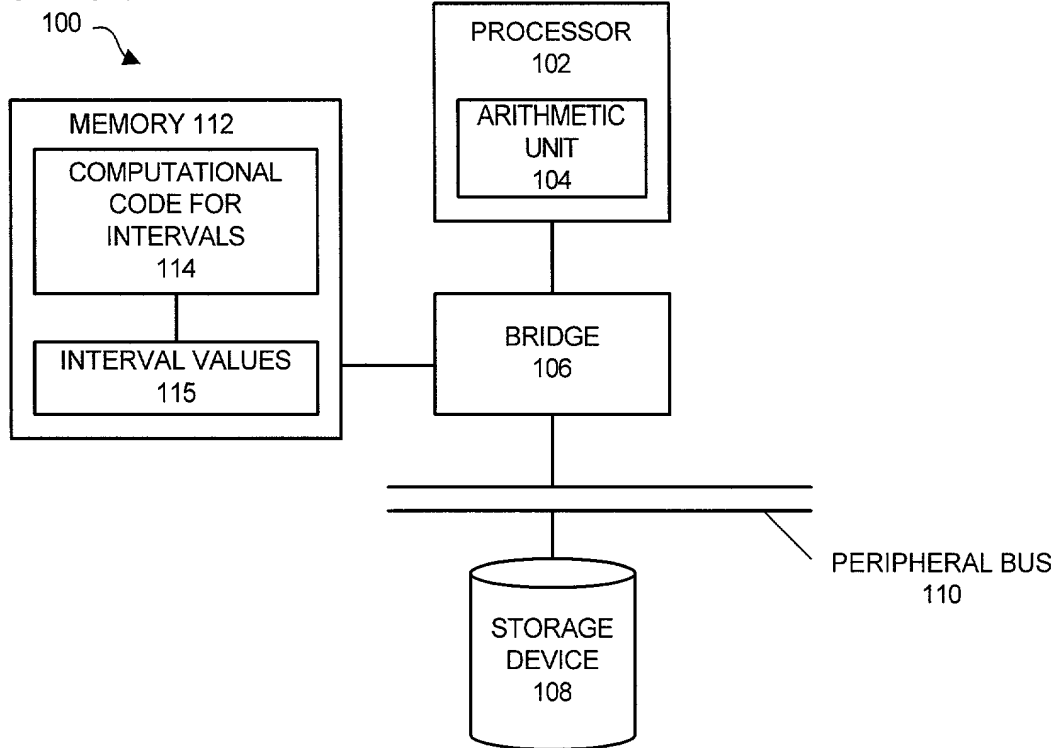 100
PROCESSOR
102
ARITHMETIC
UNIT
104
MEMORY 112
COMPUTATIONAL
CODE FOR
INTERVALS
114
INTERVAL VALUES
115
BRIDGE
106
PERIPHERAL BUS
110
STORAGE
DEVICE
108